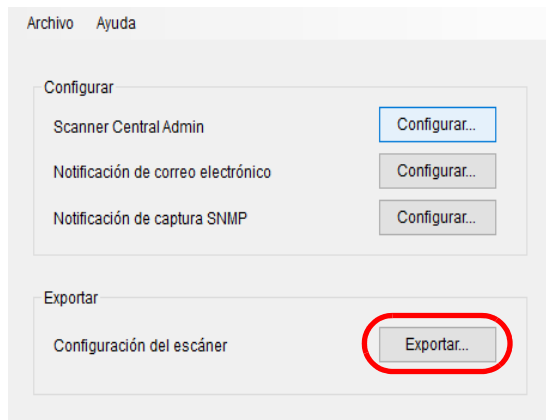 Archivo Ayuda
Configurar
Scanner Central Admin Configurar...
Notificación de correo electrónico Configurar...
Notificación de captura SNMP Configurar...
Exportar
Configuración del escáner Exportar...